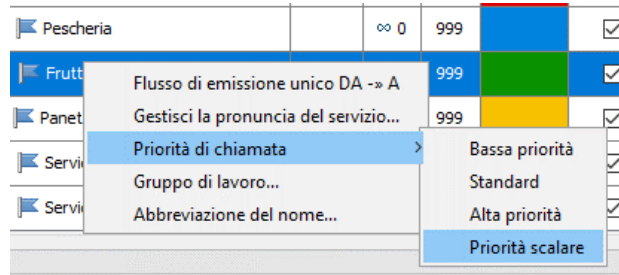 Pescheria ∞ 0 999
Frutt 999
Flusso di emissione unico DA -» A
Panet 999
Gestisci la pronuncia del servizio...
Priorità di chiamata
Bassa priorità
Servi
Gruppo di lavoro...
Standard
Servi
Abbreviazione del nome...
Alta priorità
Priorità scalare